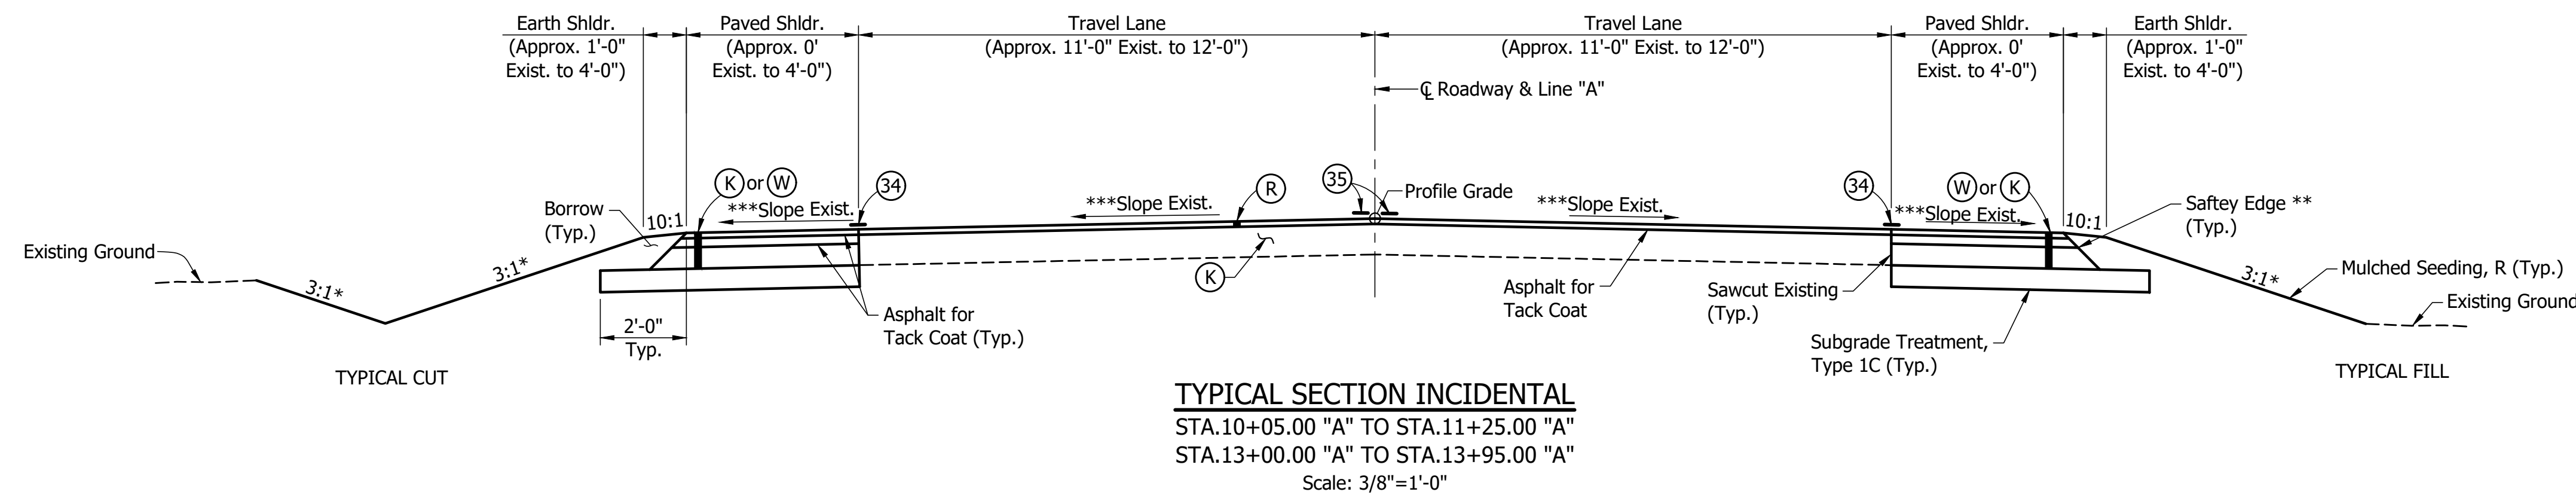 Earth Shldr.
(Approx. 1'-0"
Exist. to 4'-0")
Paved Shldr.
(Approx. 0'
Exist. to 4'-0")
Travel Lane
(Approx. 11'-0" Exist. to 12'-0")
Travel Lane
(Approx. 11'-0" Exist. to 12'-0")
Paved Shldr.
(Approx. 0'
Exist. to 4'-0")
Earth Shldr.
(Approx. 1'-0"
Exist. to 4'-0")
℄ Roadway & Line "A"
K or W
34
R
35
Profile Grade
34
W or K
Borrow
(Typ.)
10:1
***Slope Exist.
***Slope Exist.
***Slope Exist.
***Slope Exist.
10:1
Saftey Edge **
(Typ.)
Existing Ground
3:1*
3:1*
K
Asphalt for
Tack Coat
Sawcut Existing
(Typ.)
3:1*
Mulched Seeding, R (Typ.)
Existing Ground
2'-0"
Typ.
Asphalt for
Tack Coat (Typ.)
Subgrade Treatment,
Type 1C (Typ.)
TYPICAL CUT
TYPICAL FILL
TYPICAL SECTION INCIDENTAL
STA.10+05.00 "A" TO STA.11+25.00 "A"
STA.13+00.00 "A" TO STA.13+95.00 "A"
Scale: 3/8"=1'-0"